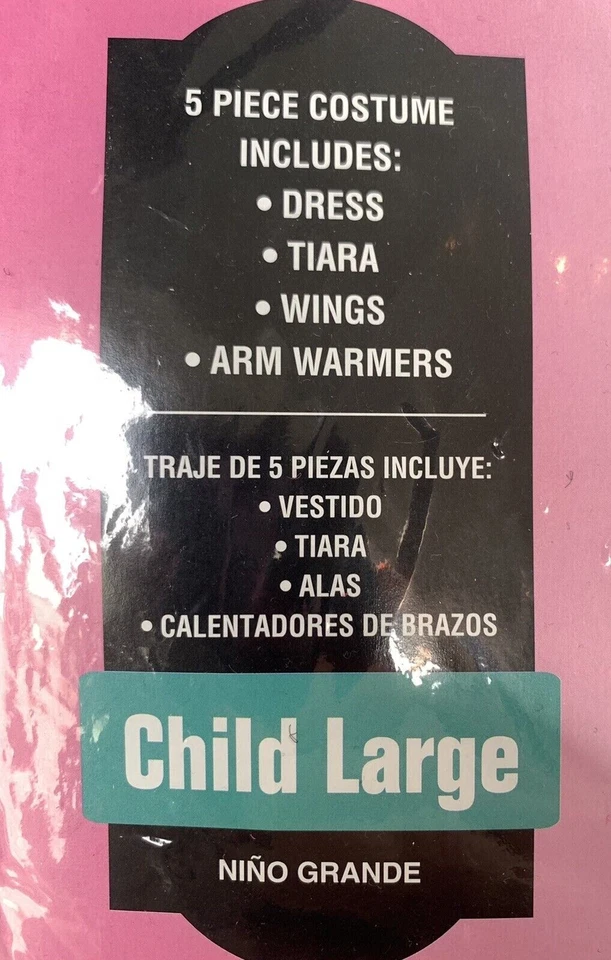 5 PIECE COSTUME
INCLUDES:
• DRESS
• TIARA
• WINGS
• ARM WARMERS
TRAJE DE 5 PIEZAS INCLUYE:
• VESTIDO
• TIARA
• ALAS
• CALENTADORES DE BRAZOS
Child Large
NIÑO GRANDE